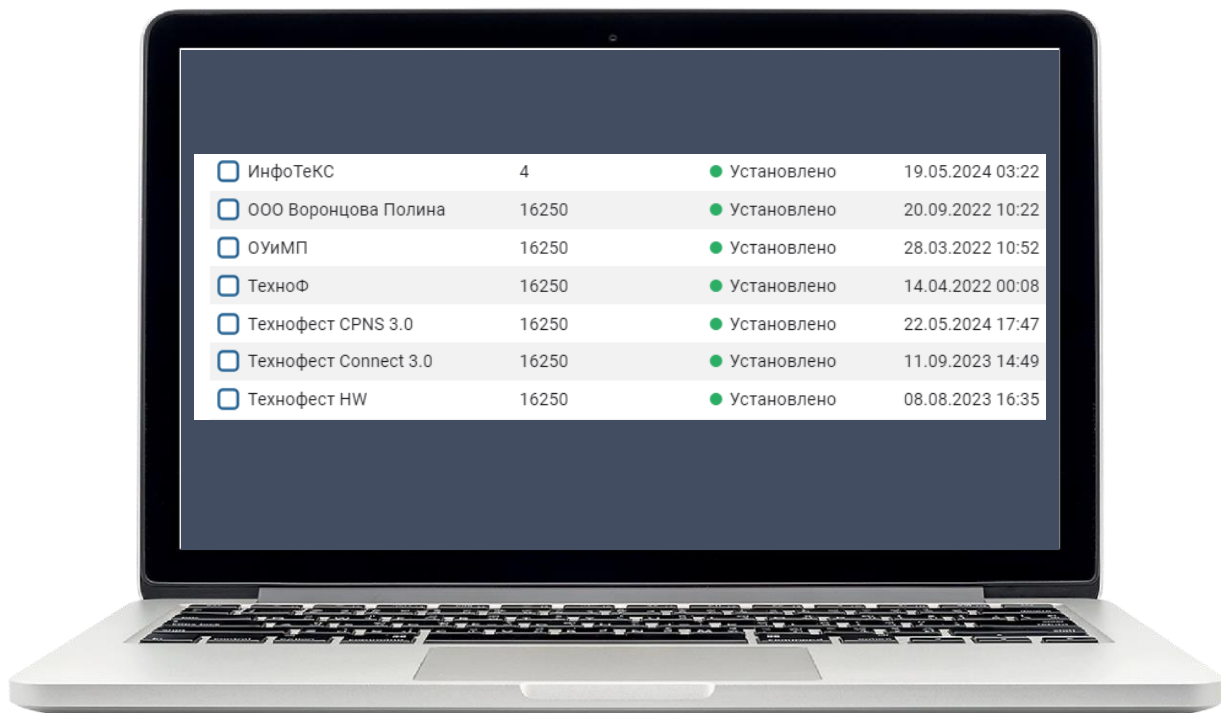 ИнфоТеКС 4 Установлено 19.05.2024 03:22
ООО Воронцова Полина 16250 Установлено 20.09.2022 10:22
ОУиМП 16250 Установлено 28.03.2022 10:52
ТехноФ 16250 Установлено 14.04.2022 00:08
Технофест CPNS 3.0 16250 Установлено 22.05.2024 17:47
Технофест Connect 3.0 16250 Установлено 11.09.2023 14:49
Технофест HW 16250 Установлено 08.08.2023 16:35